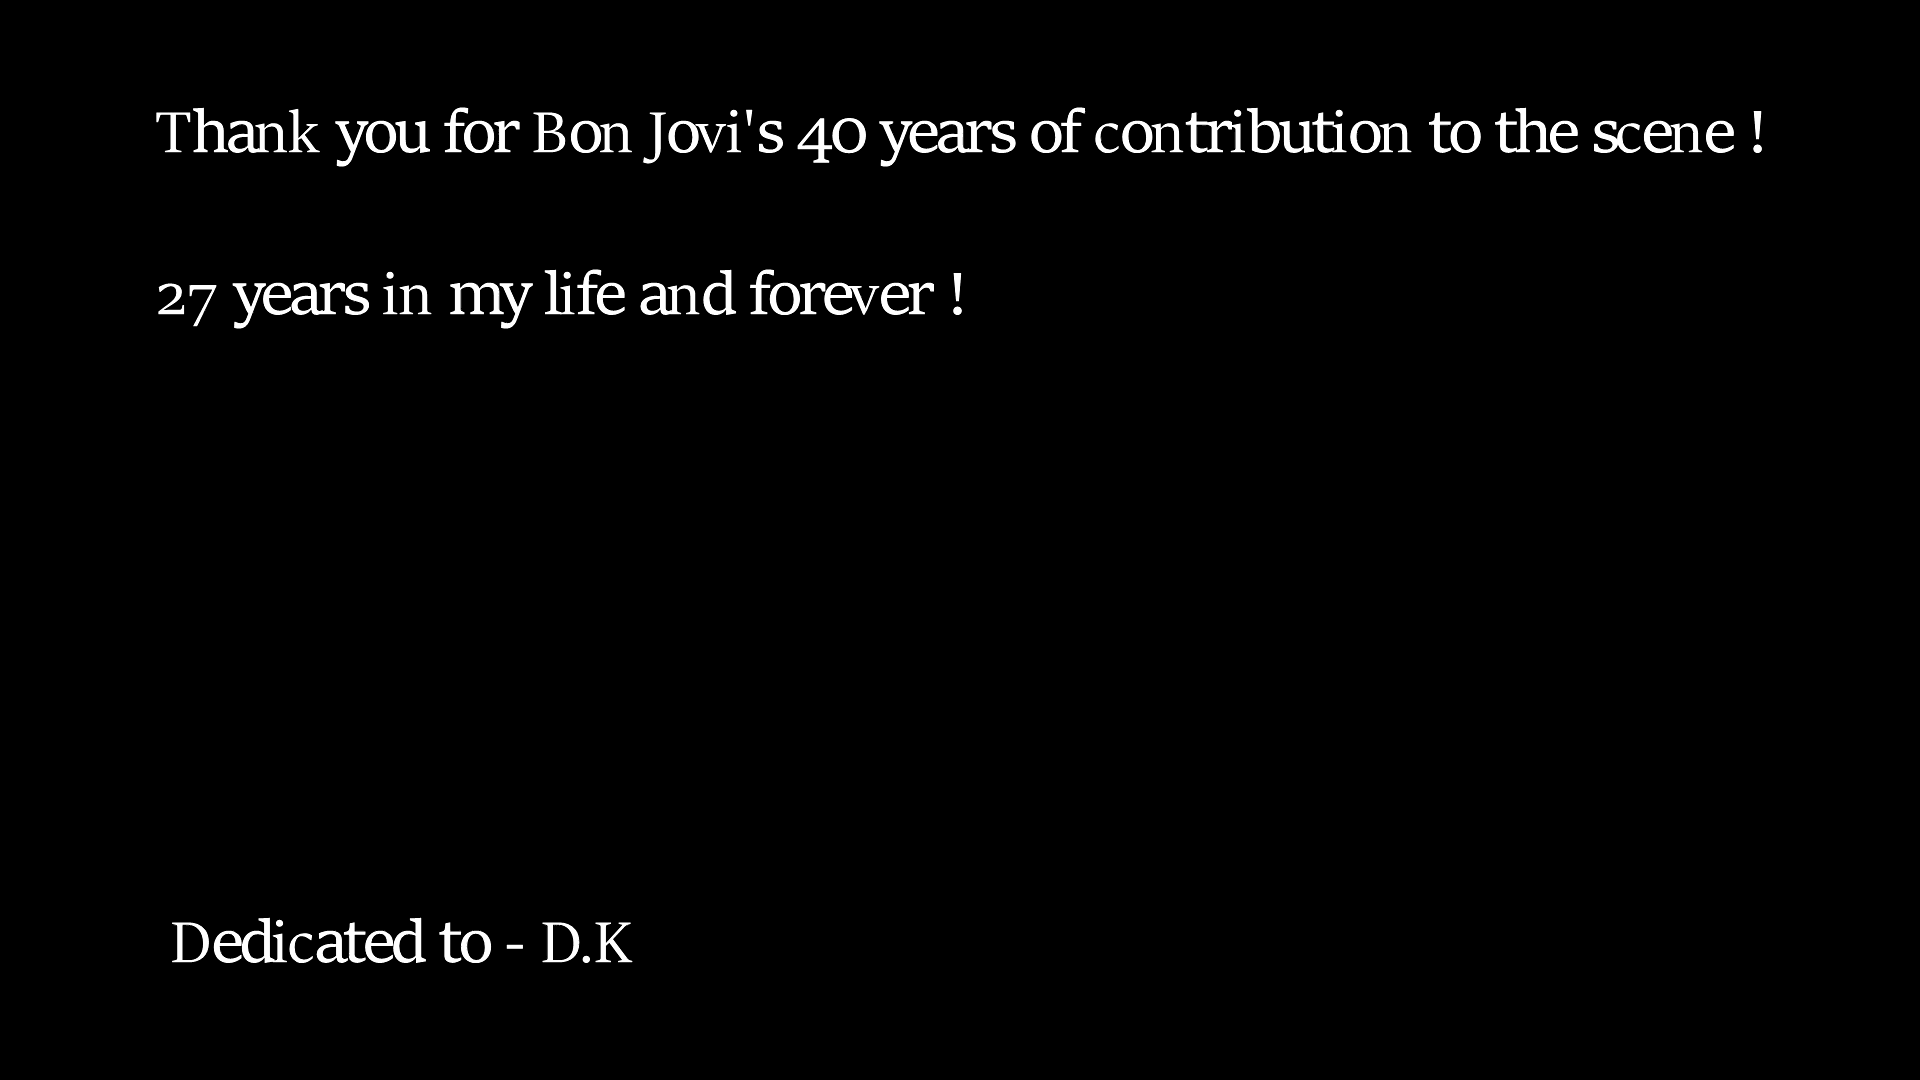 Thank you for Bon Jovi's 40 years of contribution to the scene !
27 years in my life and forever !
Dedicated to - D.K